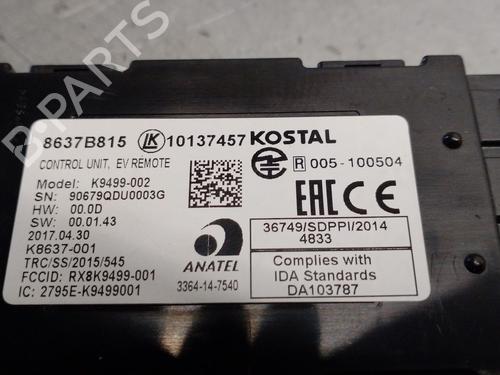 8637B815 LK 10137457 KOSTAL
CONTROL UNIT, EV REMOTE
R 005-100504
Model: K9499-002
SN: 90679QDU0003G
HW: 00.0D
SW: 00.01.43
2017.04.30
K8637-001
TRC/SS/2015/545
FCCID: RX8K9499-001
IC: 2795E-K9499001
ANATEL
3364-14-7540
EAC CE
36749/SDPPI/2014
4833
Complies with
IDA Standards
DA103787